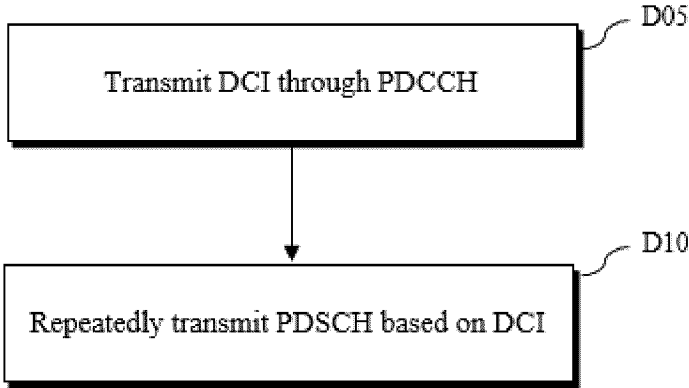 D05
Transmit DCI through PDCCH
D10
Repeatedly transmit PDSCH based on DCI